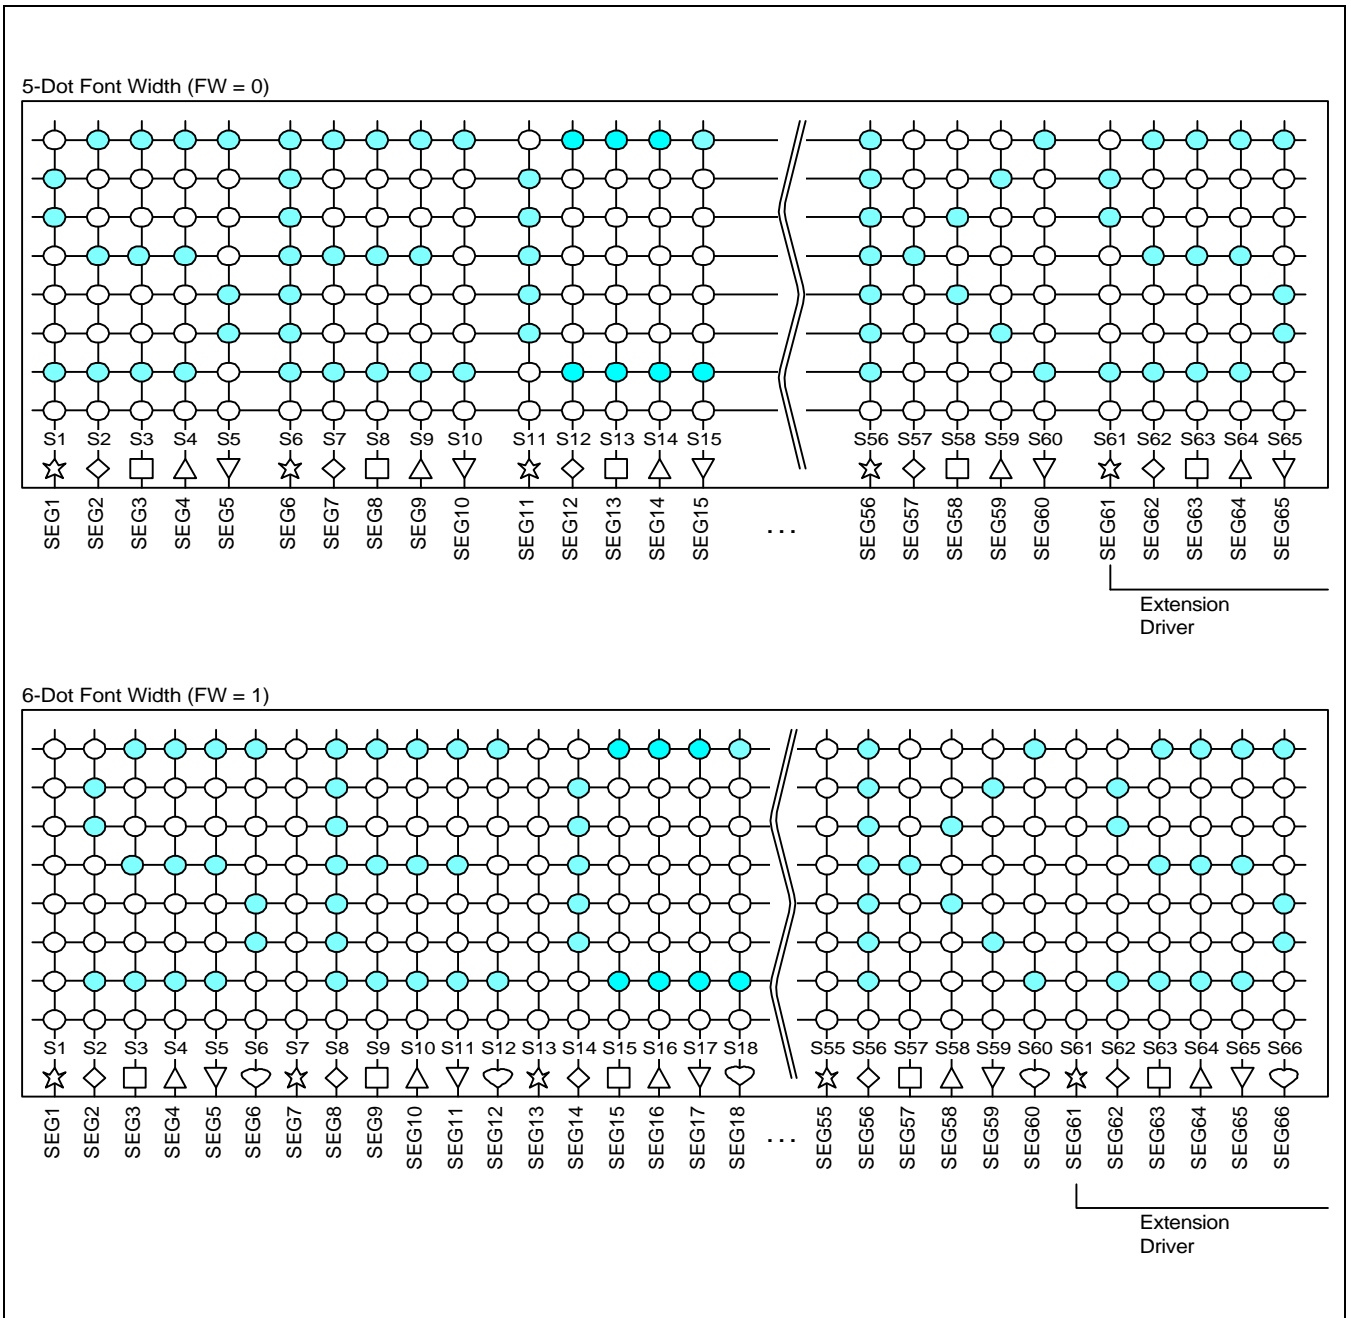 5-Dot Font Width (FW = 0)
S1 S2 S3 S4 S5 S6 S7 S8 S9 S10 S11 S12 S13 S14 S15 S56 S57 S58 S59 S60 S61 S62 S63 S64 S65
SEG1 SEG2 SEG3 SEG4 SEG5 SEG6 SEG7 SEG8 SEG9 SEG10 SEG11 SEG12 SEG13 SEG14 SEG15 ... SEG56 SEG57 SEG58 SEG59 SEG60 SEG61 SEG62 SEG63 SEG64 SEG65
Extension
Driver
6-Dot Font Width (FW = 1)
S1 S2 S3 S4 S5 S6 S7 S8 S9 S10 S11 S12 S13 S14 S15 S16 S17 S18 S55 S56 S57 S58 S59 S60 S61 S62 S63 S64 S65 S66
SEG1 SEG2 SEG3 SEG4 SEG5 SEG6 SEG7 SEG8 SEG9 SEG10 SEG11 SEG12 SEG13 SEG14 SEG15 SEG16 SEG17 SEG18 ... SEG55 SEG56 SEG57 SEG58 SEG59 SEG60 SEG61 SEG62 SEG63 SEG64 SEG65 SEG66
Extension
Driver